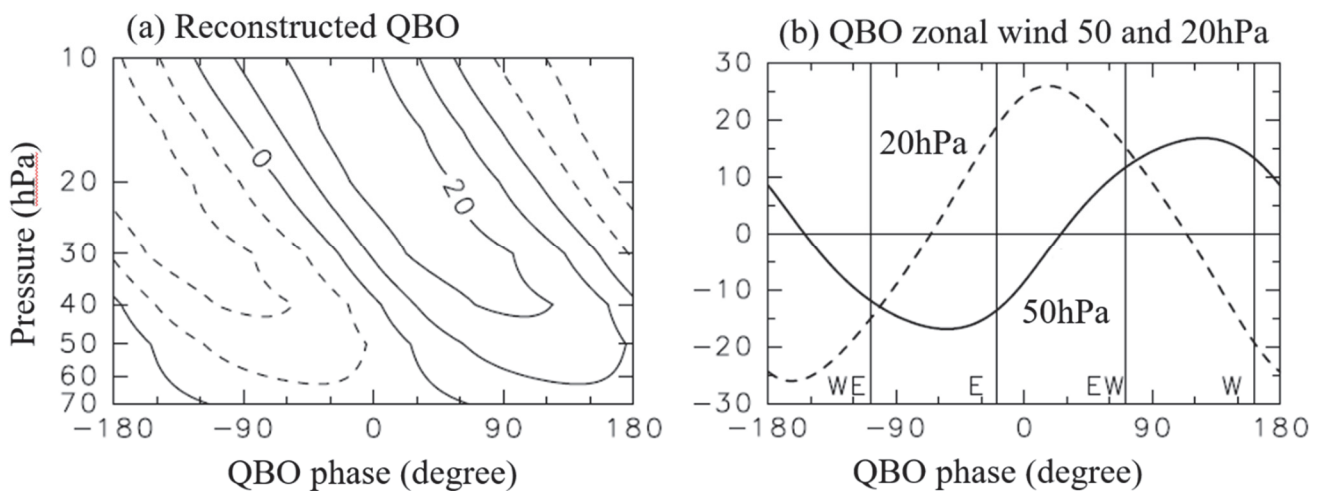 (a) Reconstructed QBO
10
20
30
40
50
60
70
Pressure (hPa)
0
20
-180 -90 0 90 180
QBO phase (degree)
(b) QBO zonal wind 50 and 20hPa
30
20
10
0
-10
-20
-30
20hPa
50hPa
WE E EW W
-180 -90 0 90 180
QBO phase (degree)